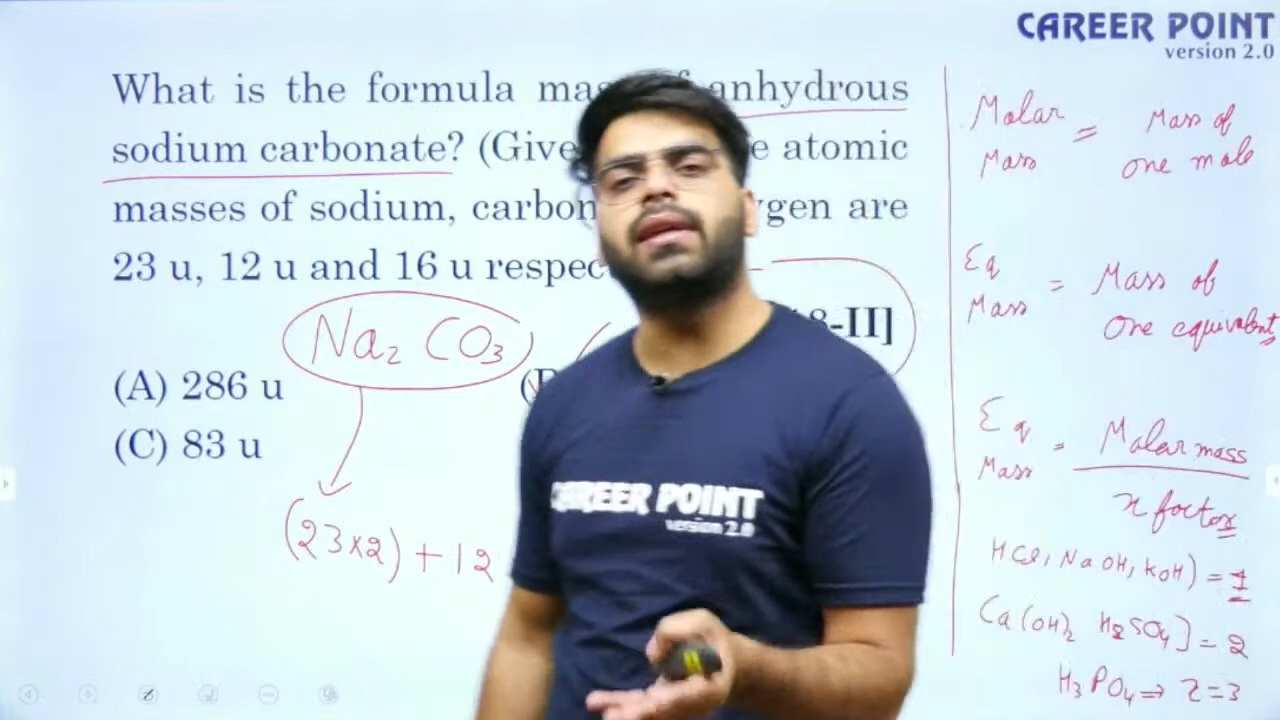 CAREER POINT
version 2.0
What is the formula mas anhydrous
sodium carbonate? (Give e atomic
masses of sodium, carbon ygen are
23 u, 12 u and 16 u respec
8-II]
Na₂ CO₃
(A) 286 u
(C) 83 u
(23×2) + 12
Molar Mass = Mass of one mole
Eq Mass = Mass of one equivalent
Eq Mass = Molar mass
n factor
HCl, NaOH, KOH) = 1
Ca(OH)₂ H₂SO₄] = 2
H₃PO₄ ⇒ 2=3
CAREER POINT
version 2.0